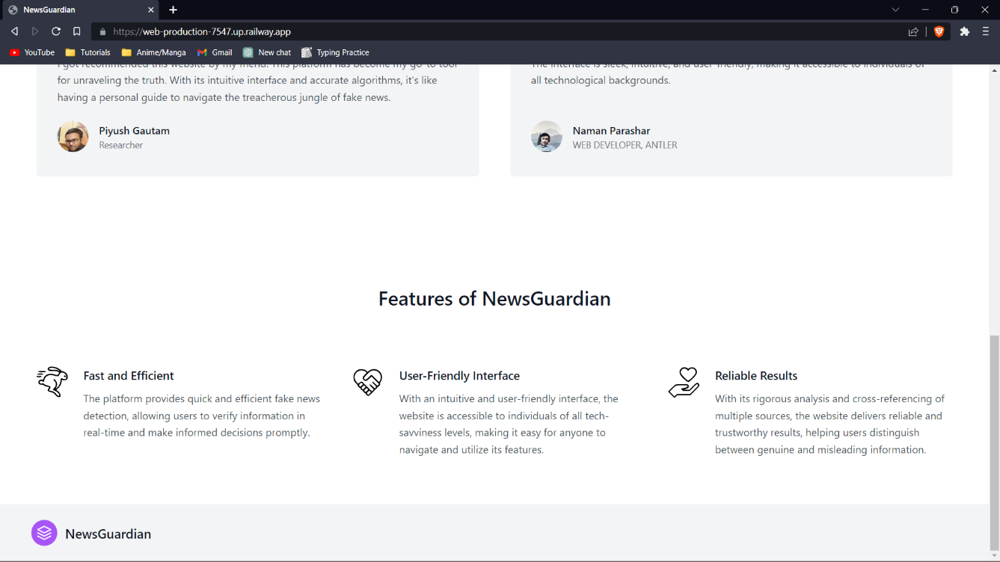 NewsGuardian
https://web-production-7547.up.railway.app
YouTube Tutorials Anime/Manga Gmail New chat Typing Practice
I got recommended this website by my friend. This platform has become my go-to tool
for unraveling the truth. With its intuitive interface and accurate algorithms, it's like
having a personal guide to navigate the treacherous jungle of fake news.
Piyush Gautam
Researcher
The interface is sleek, intuitive, and user-friendly, making it accessible to individuals of
all technological backgrounds.
Naman Parashar
WEB DEVELOPER, ANTLER
Features of NewsGuardian
Fast and Efficient
The platform provides quick and efficient fake news
detection, allowing users to verify information in
real-time and make informed decisions promptly.
User-Friendly Interface
With an intuitive and user-friendly interface, the
website is accessible to individuals of all tech-
savviness levels, making it easy for anyone to
navigate and utilize its features.
Reliable Results
With its rigorous analysis and cross-referencing of
multiple sources, the website delivers reliable and
trustworthy results, helping users distinguish
between genuine and misleading information.
NewsGuardian